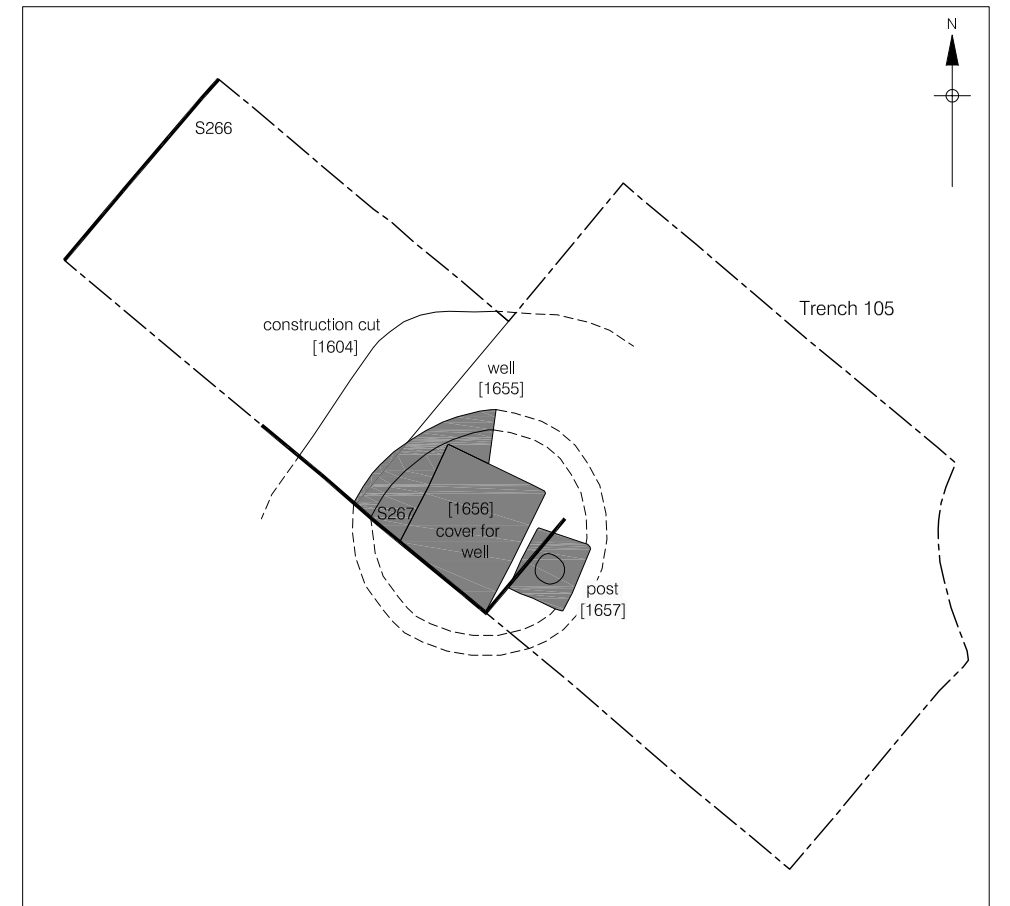 N
S266
Trench 105
construction cut
[1604]
well
[1655]
S267
[1656]
cover for
well
post
[1657]